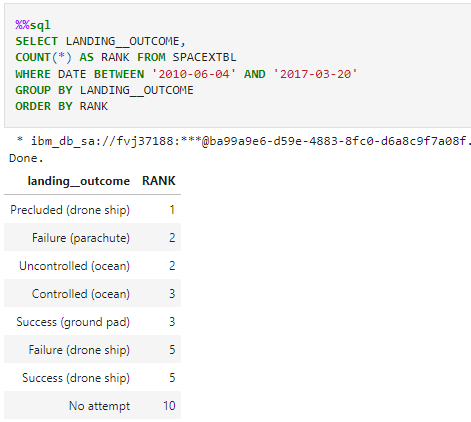 %%sql
SELECT LANDING__OUTCOME,
COUNT(*) AS RANK FROM SPACEXTBL
WHERE DATE BETWEEN '2010-06-04' AND '2017-03-20'
GROUP BY LANDING__OUTCOME
ORDER BY RANK
* ibm_db_sa://fvj37188:***@ba99a9e6-d59e-4883-8fc0-d6a8c9f7a08f.
Done.
landing__outcome RANK
Precluded (drone ship) 1
Failure (parachute) 2
Uncontrolled (ocean) 2
Controlled (ocean) 3
Success (ground pad) 3
Failure (drone ship) 5
Success (drone ship) 5
No attempt 10